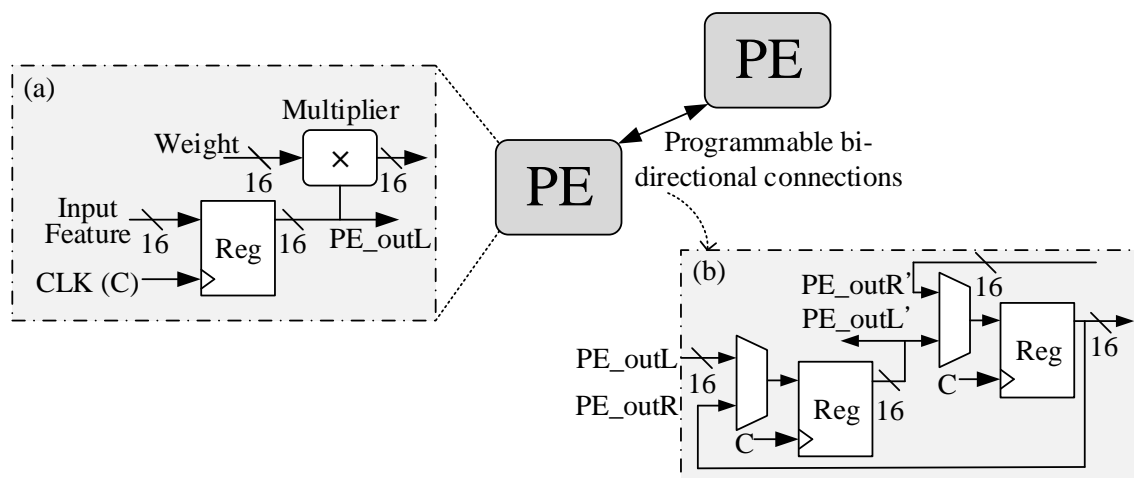 PE
(a)
Multiplier
Weight
×
16
16
Input
Feature
16
Reg
16
PE_outL
CLK (C)
PE
Programmable bi-
directional connections
(b)
PE_outR’
16
PE_outL’
Reg
16
C
PE_outL
16
PE_outR
Reg
16
C